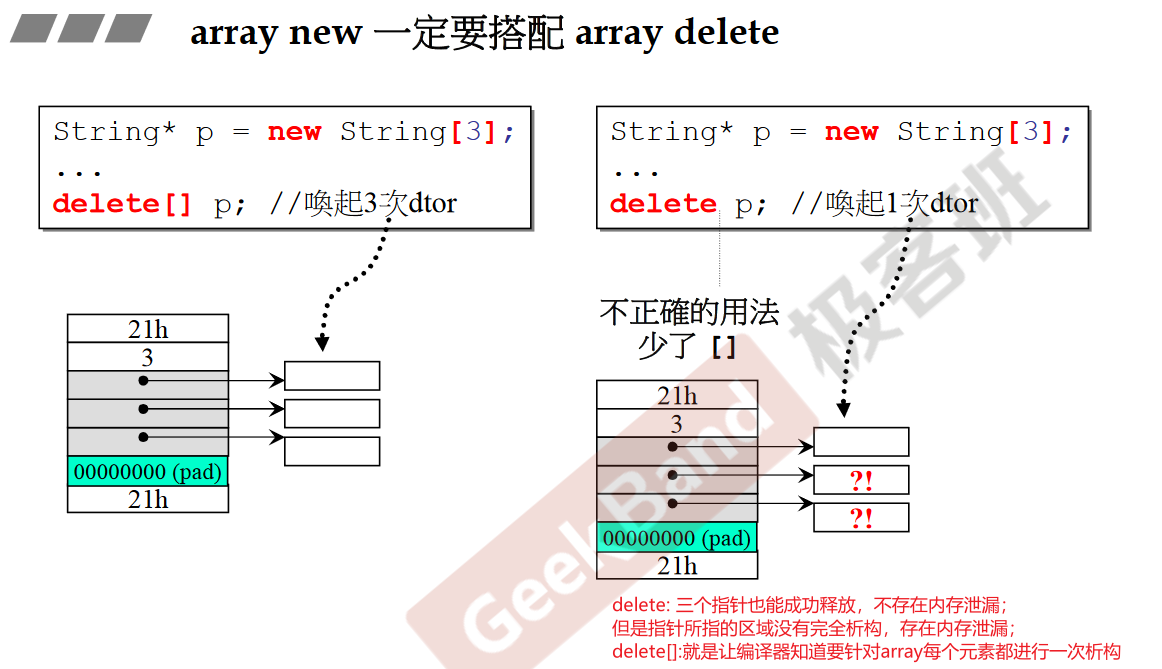 array new 一定要搭配 array delete
String* p = new String[3];
...
delete[] p; //喚起3次dtor
21h
3
00000000 (pad)
21h
String* p = new String[3];
...
delete p; //喚起1次dtor
不正確的用法
少了 []
21h
3
?!
?!
00000000 (pad)
21h
GeekBand 极客班
delete: 三个指针也能成功释放，不存在内存泄漏；
但是指针所指的区域没有完全析构，存在内存泄漏；
delete[]:就是让编译器知道要针对array每个元素都进行一次析构